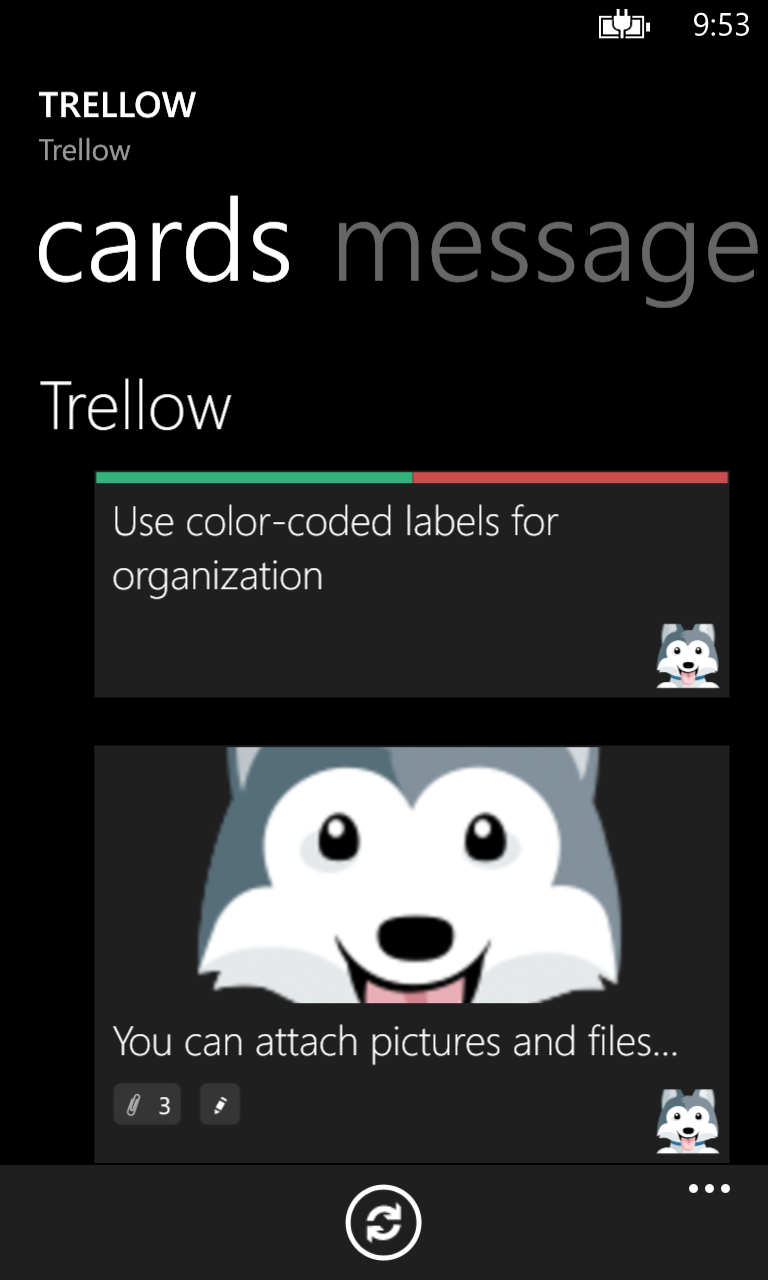 9:53
TRELLOW
Trellow
cards message
Trellow
Use color-coded labels for
organization
You can attach pictures and files...
3